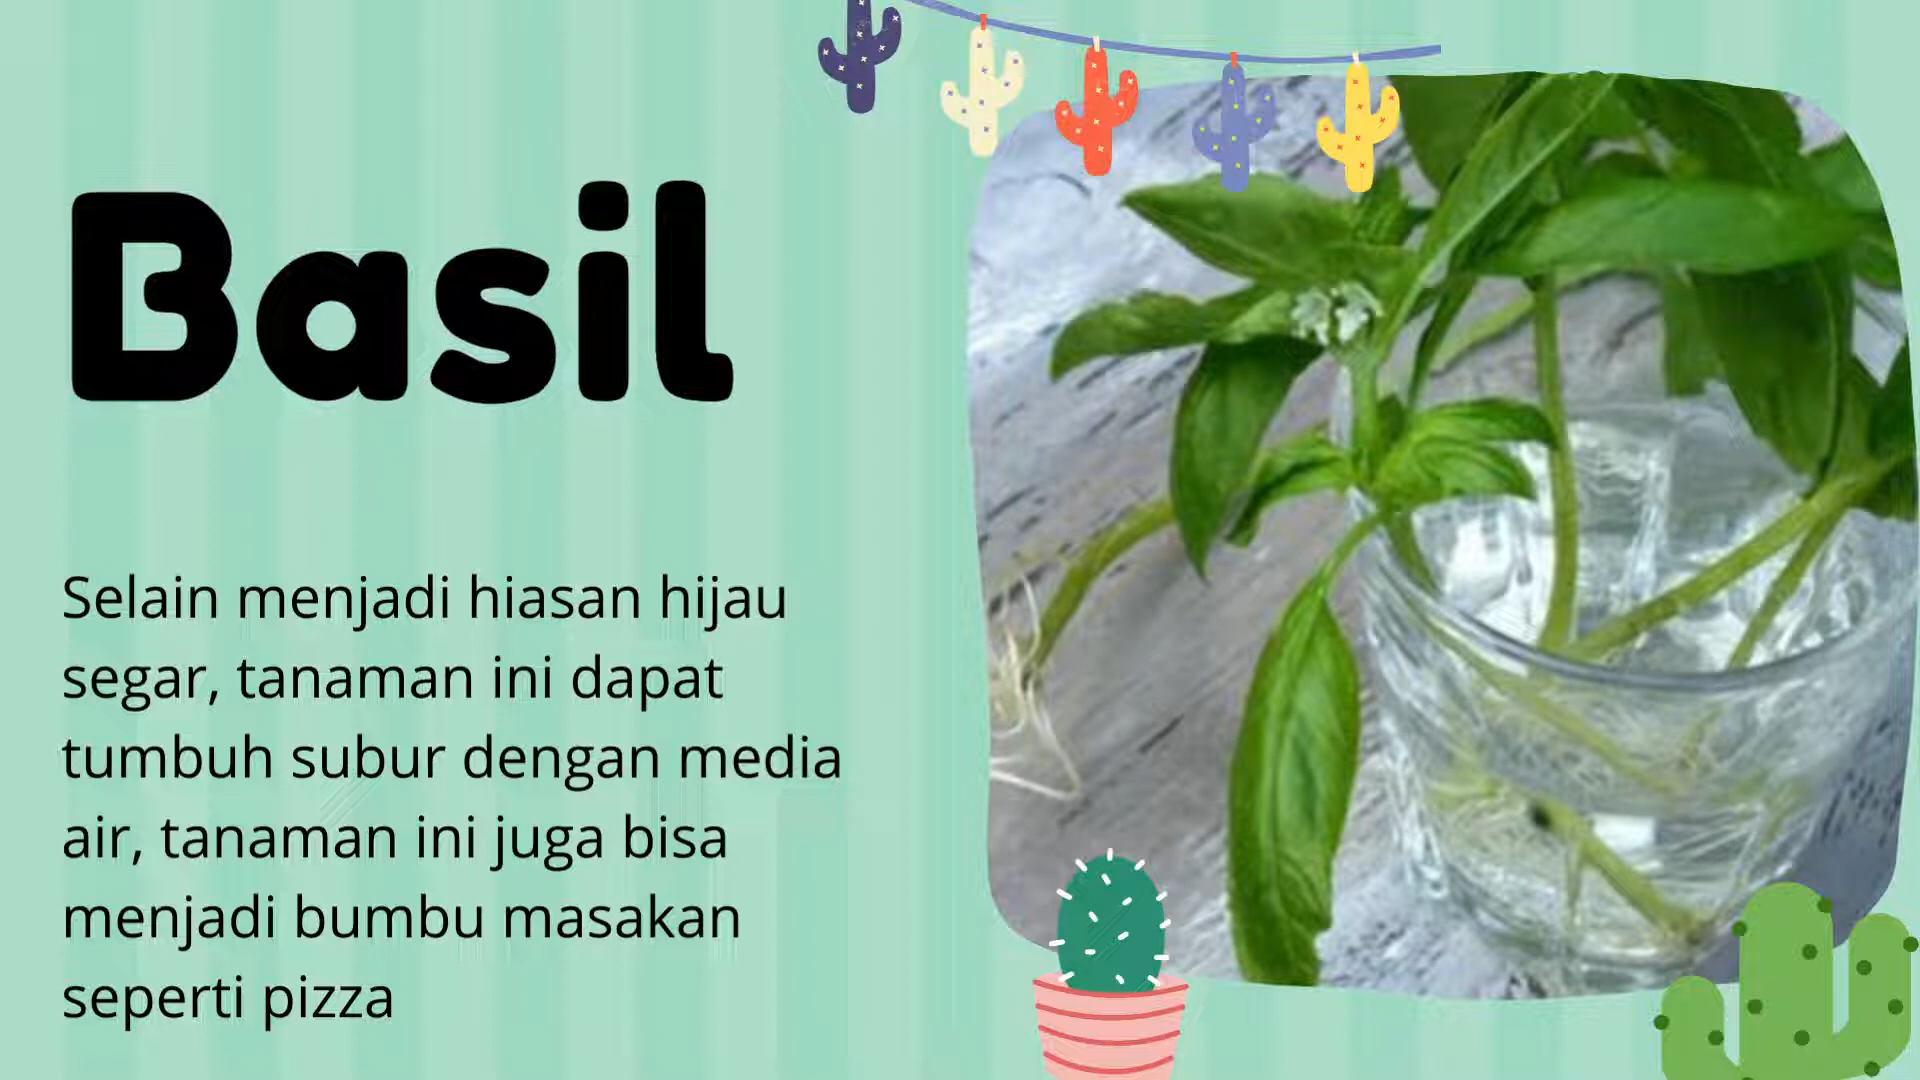 Basil
Selain menjadi hiasan hijau
segar, tanaman ini dapat
tumbuh subur dengan media
air, tanaman ini juga bisa
menjadi bumbu masakan
seperti pizza